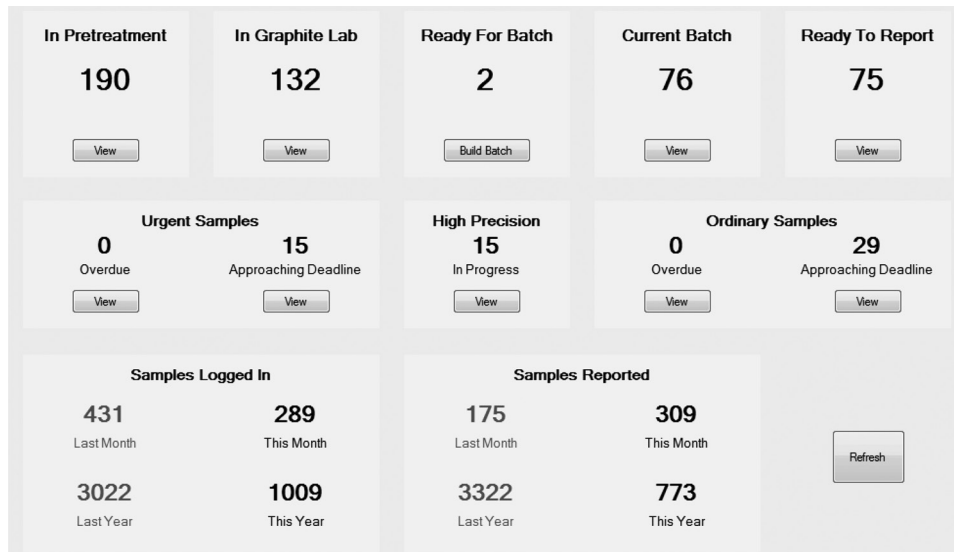 In Pretreatment In Graphite Lab Ready For Batch Current Batch Ready To Report
190 132 2 76 75
View View Build Batch View View
Urgent Samples High Precision Ordinary Samples
0 15 15 0 29
Overdue Approaching Deadline In Progress Overdue Approaching Deadline
View View View View View
Samples Logged In Samples Reported
431 289 175 309
Last Month This Month Last Month This Month
Refresh
3022 1009 3322 773
Last Year This Year Last Year This Year